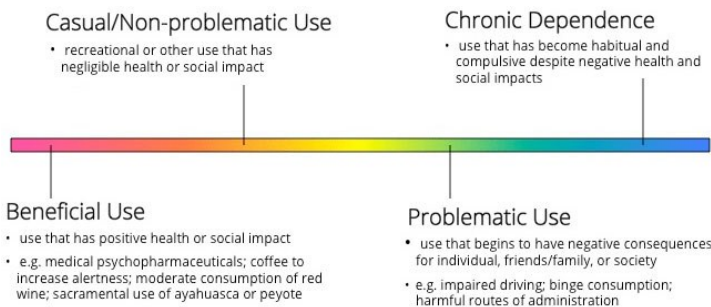 Casual/Non-problematic Use
• recreational or other use that has
negligible health or social impact
Chronic Dependence
• use that has become habitual and
compulsive despite negative health and
social impacts
Beneficial Use
• use that has positive health or social impact
• e.g. medical psychopharmaceuticals; coffee to
increase alertness; moderate consumption of red
wine; sacramental use of ayahuasca or peyote
Problematic Use
• use that begins to have negative consequences
for individual, friends/family, or society
• e.g. impaired driving; binge consumption;
harmful routes of administration